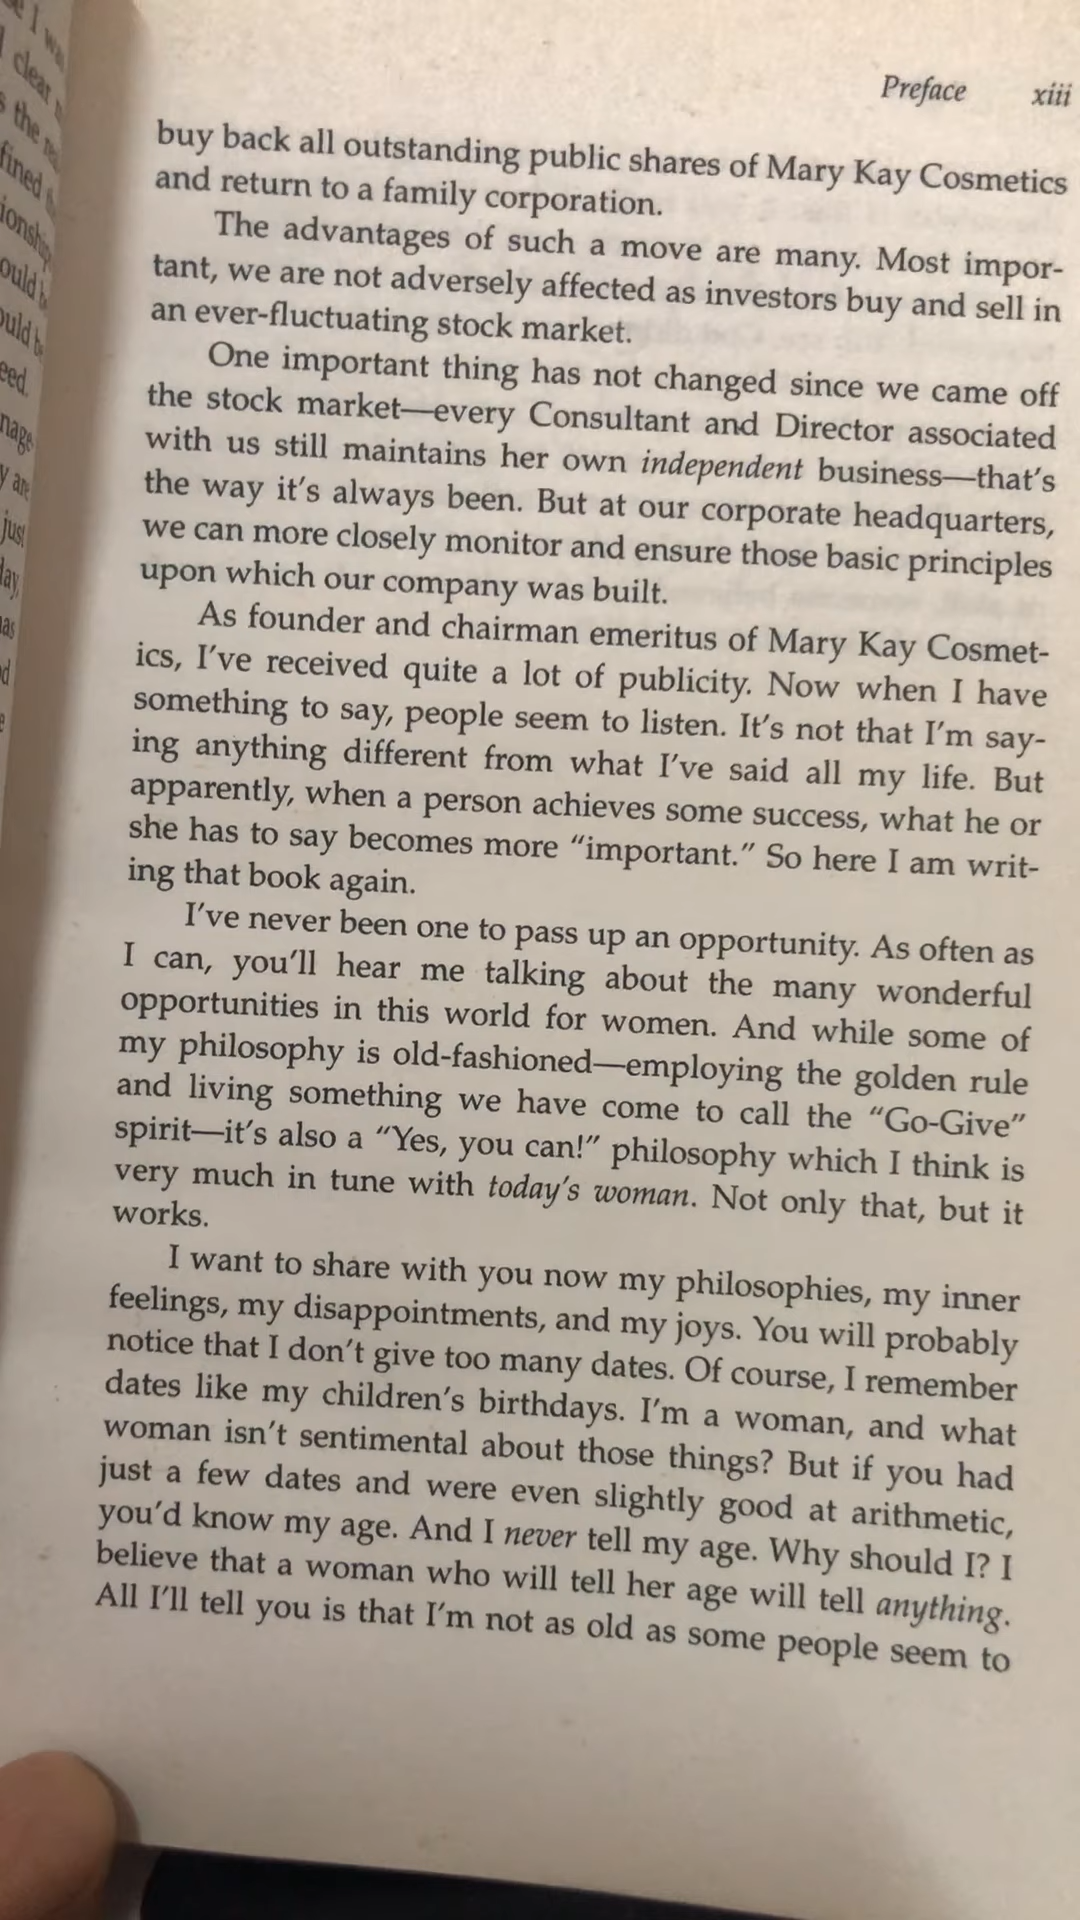 Preface xiii
buy back all outstanding public shares of Mary Kay Cosmetics
and return to a family corporation.
The advantages of such a move are many. Most impor-
tant, we are not adversely affected as investors buy and sell in
an ever-fluctuating stock market.
One important thing has not changed since we came off
the stock market—every Consultant and Director associated
with us still maintains her own independent business—that's
the way it's always been. But at our corporate headquarters,
we can more closely monitor and ensure those basic principles
upon which our company was built.
As founder and chairman emeritus of Mary Kay Cosmet-
ics, I've received quite a lot of publicity. Now when I have
something to say, people seem to listen. It's not that I'm say-
ing anything different from what I've said all my life. But
apparently, when a person achieves some success, what he or
she has to say becomes more “important.” So here I am writ-
ing that book again.
I've never been one to pass up an opportunity. As often as
I can, you'll hear me talking about the many wonderful
opportunities in this world for women. And while some of
my philosophy is old-fashioned—employing the golden rule
and living something we have come to call the “Go-Give”
spirit—it's also a “Yes, you can!” philosophy which I think is
very much in tune with today's woman. Not only that, but it
works.
I want to share with you now my philosophies, my inner
feelings, my disappointments, and my joys. You will probably
notice that I don't give too many dates. Of course, I remember
dates like my children's birthdays. I'm a woman, and what
woman isn't sentimental about those things? But if you had
just a few dates and were even slightly good at arithmetic,
you'd know my age. And I never tell my age. Why should I? I
believe that a woman who will tell her age will tell anything.
All I'll tell you is that I'm not as old as some people seem to